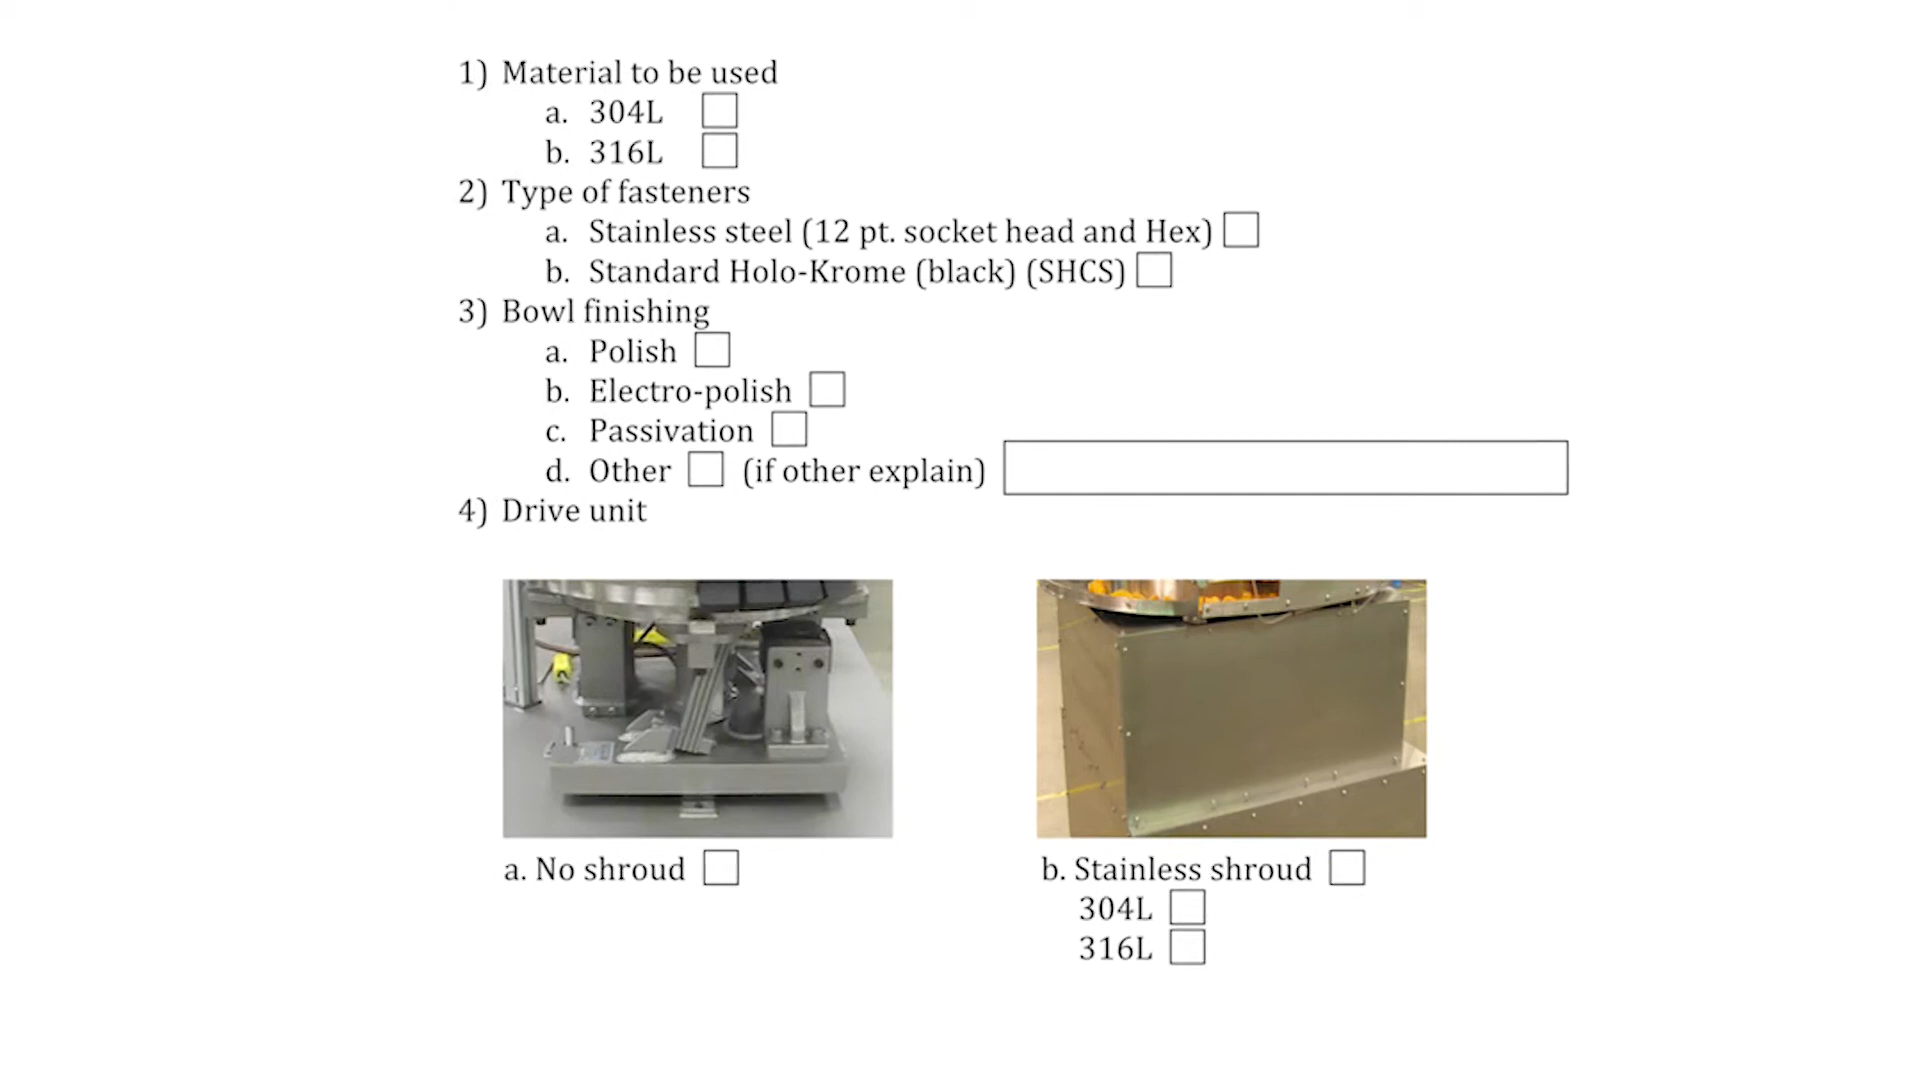 1) Material to be used
a. 304L
b. 316L
2) Type of fasteners
a. Stainless steel (12 pt. socket head and Hex)
b. Standard Holo-Krome (black) (SHCS)
3) Bowl finishing
a. Polish
b. Electro-polish
c. Passivation
d. Other (if other explain)
4) Drive unit
a. No shroud
b. Stainless shroud
304L
316L